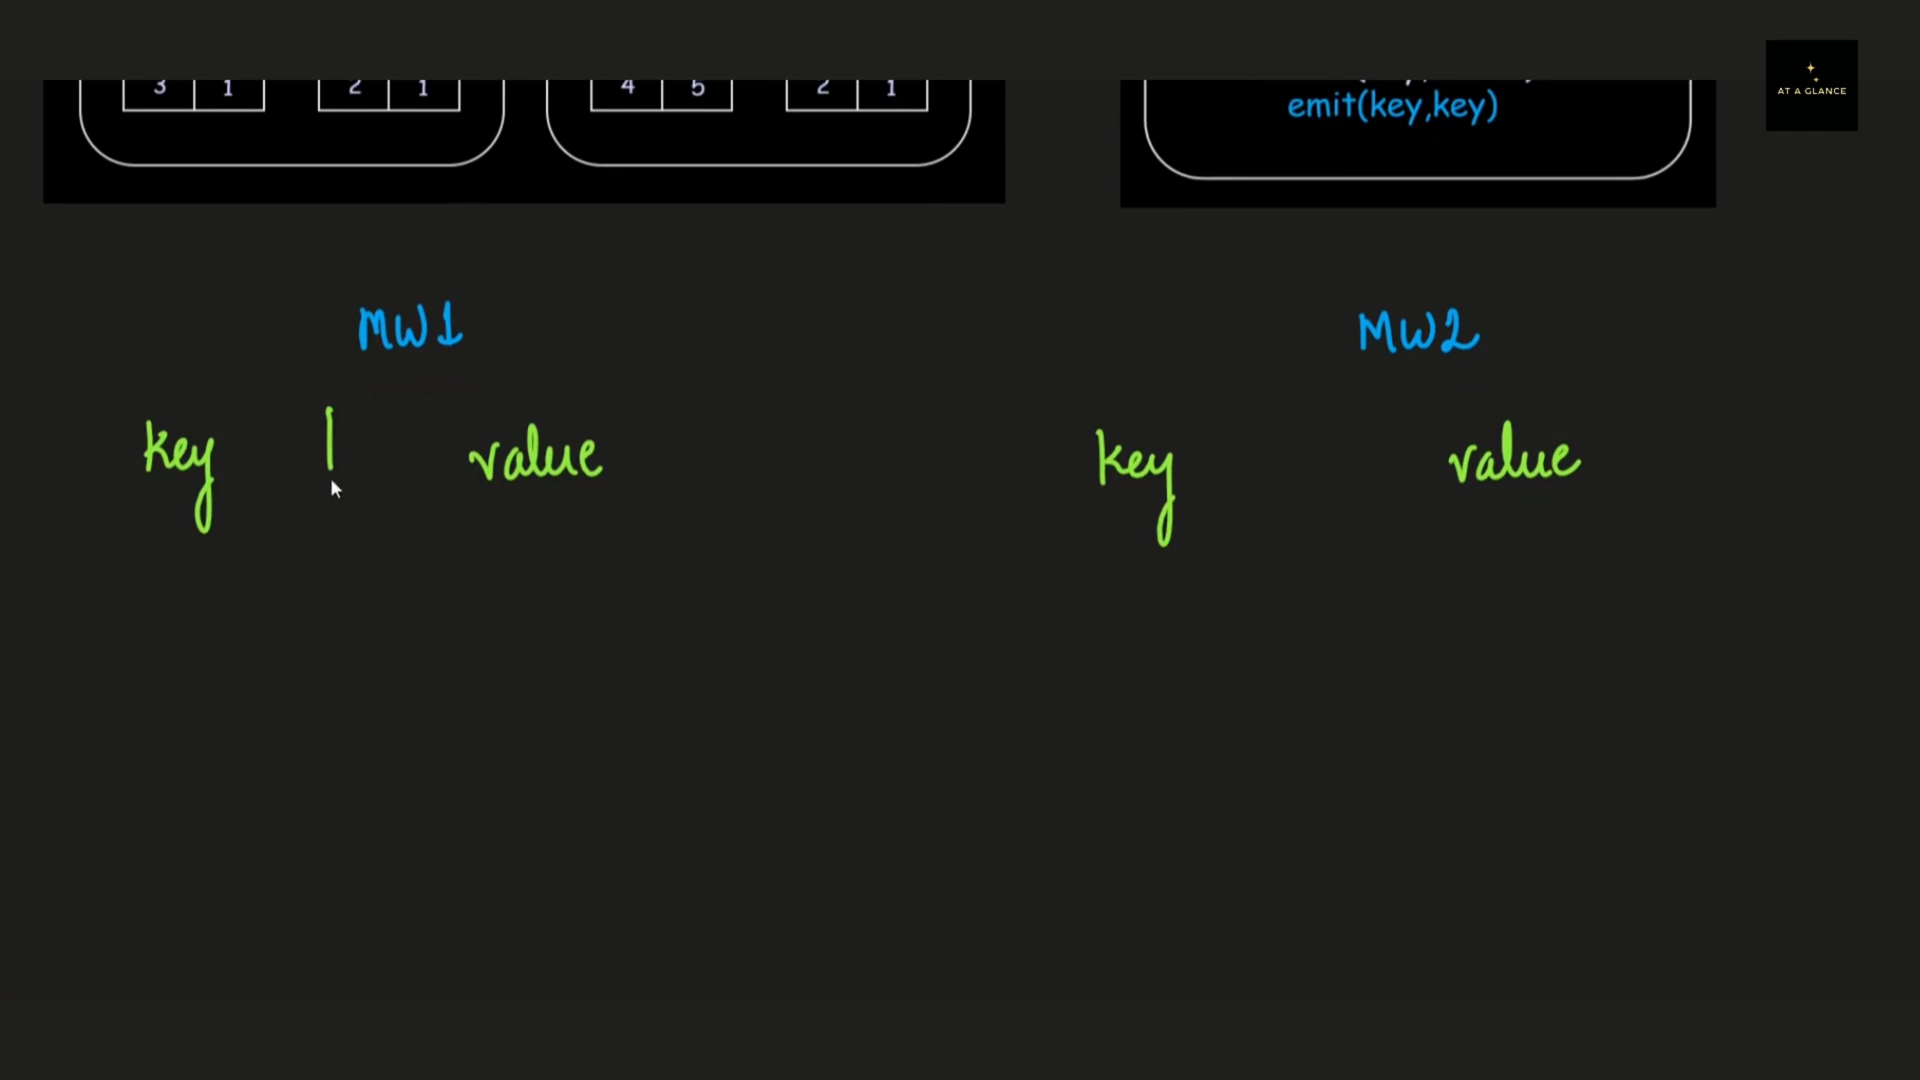 3 1 2 1 4 5 2 1
emit(key,key)
AT A GLANCE
MW1
MW2
key | value
key value